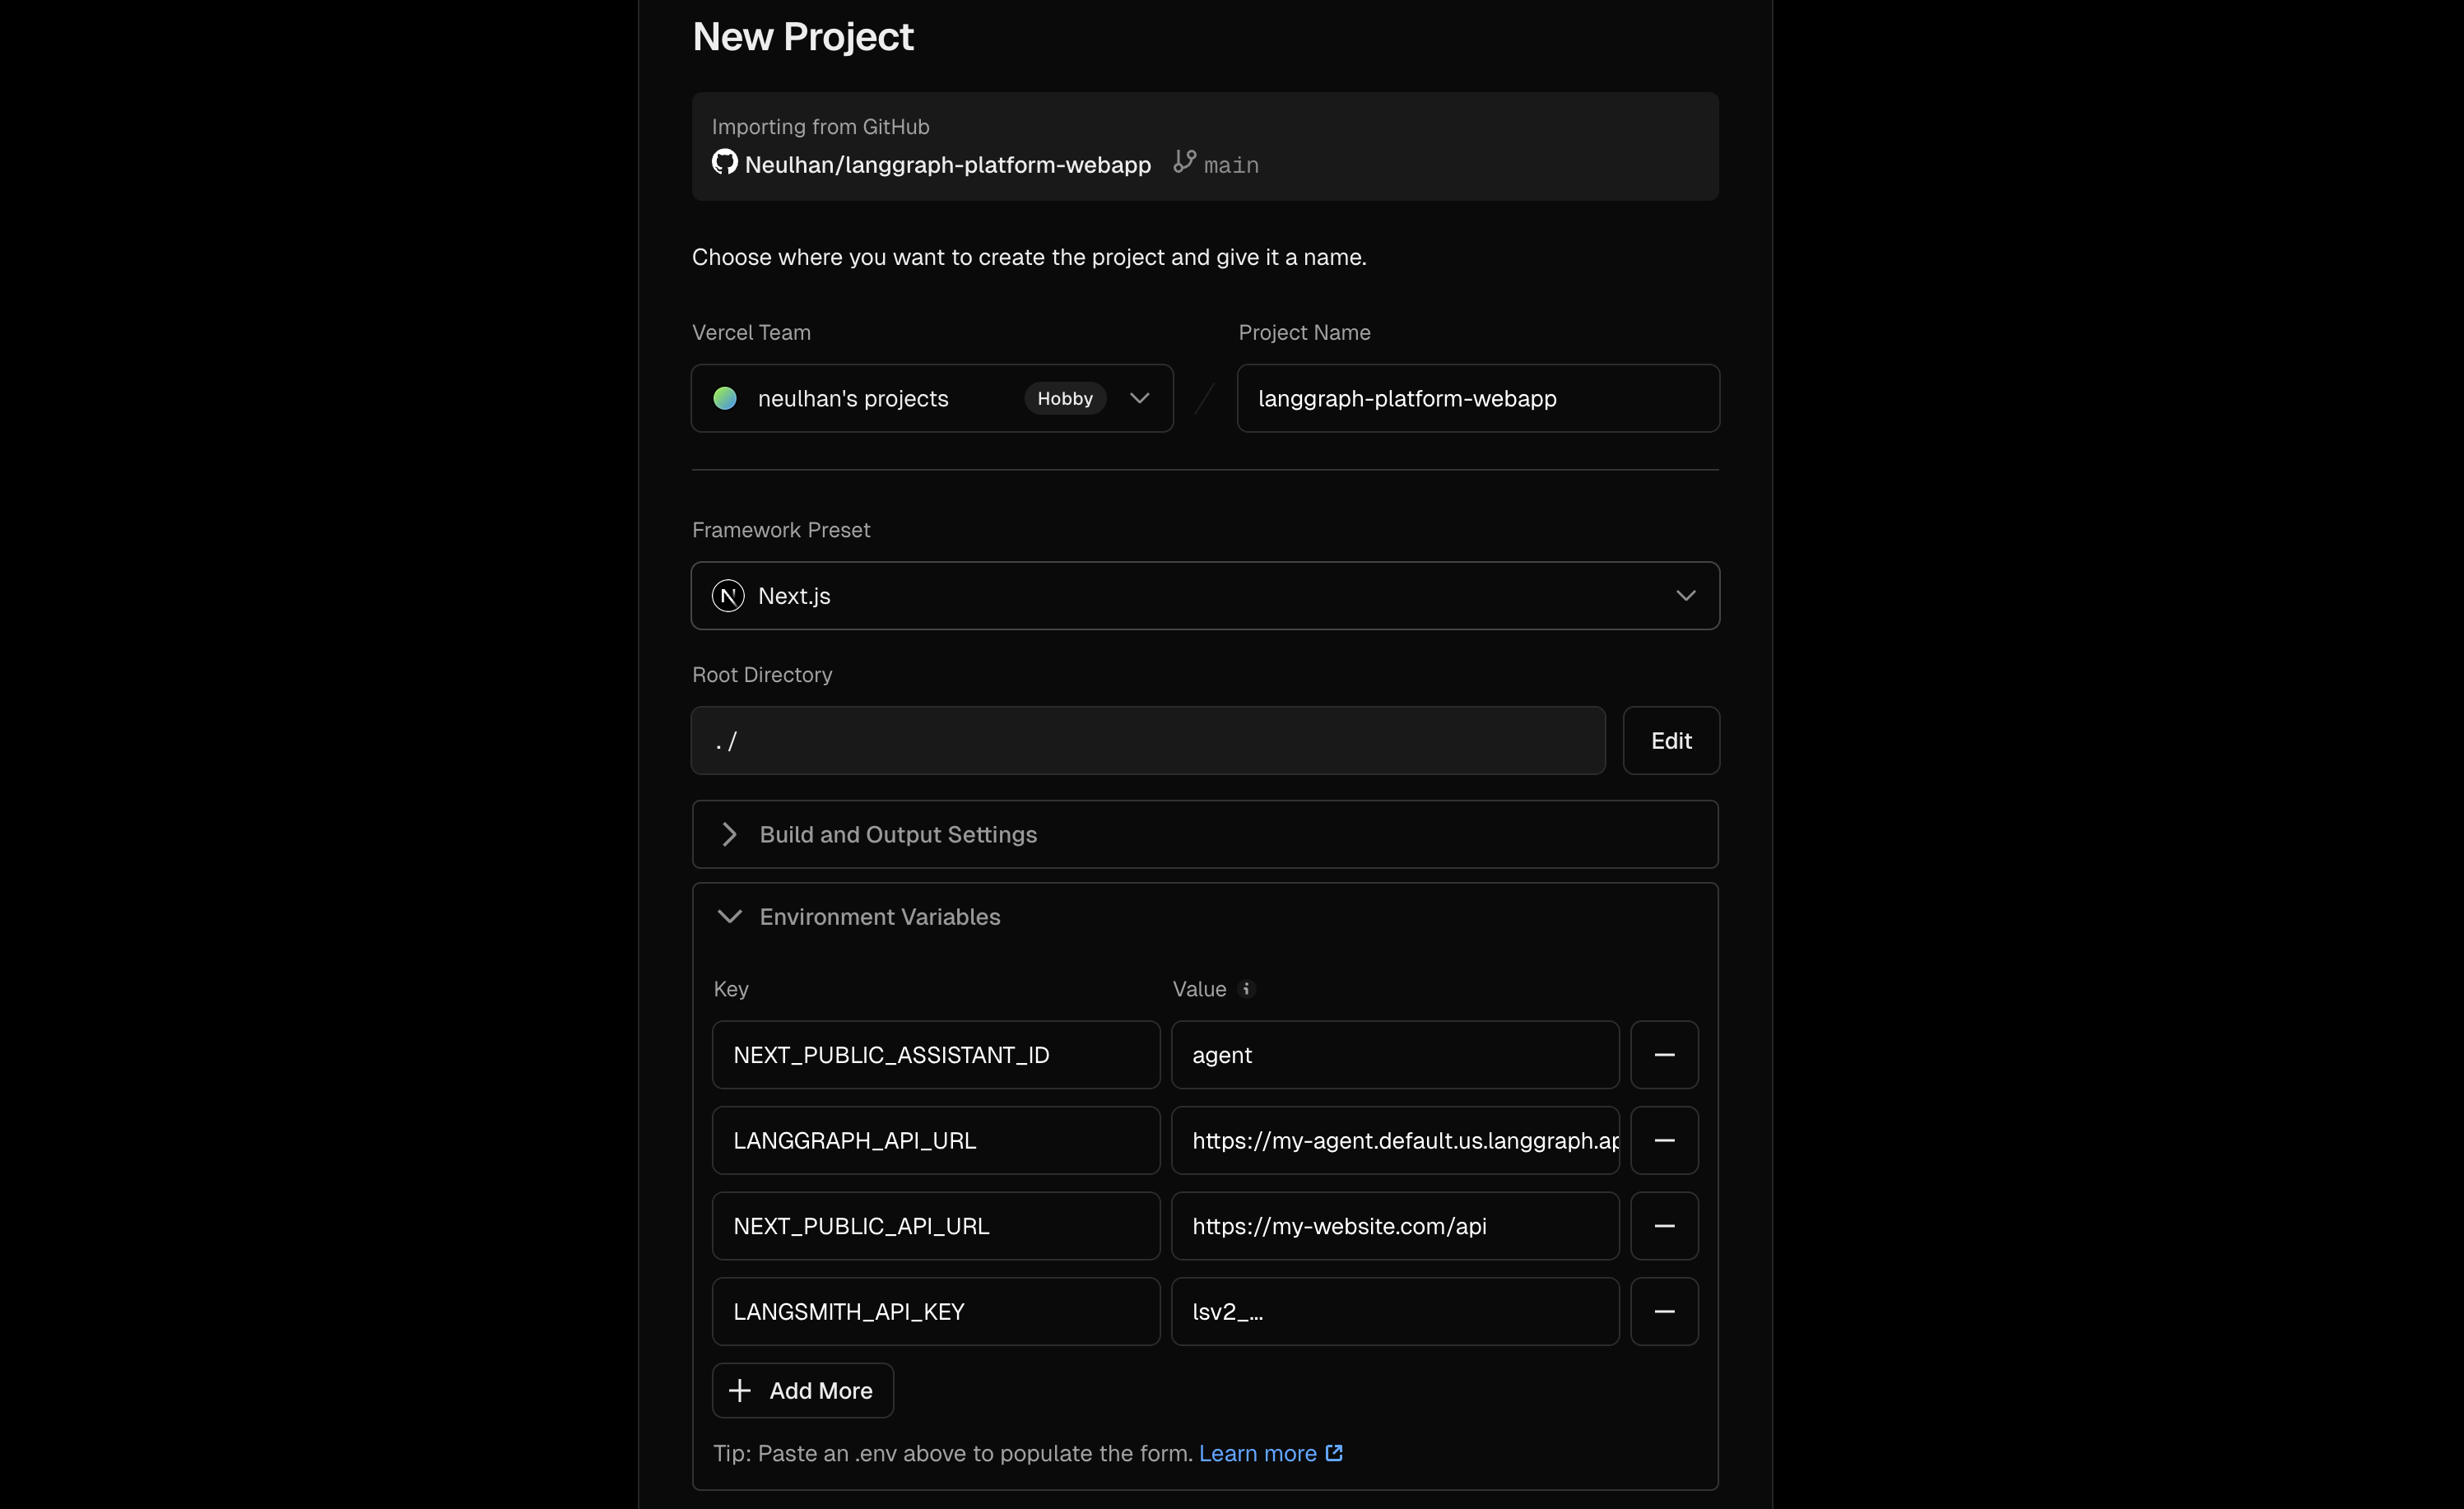 New Project
Importing from GitHub
Neulhan/langgraph-platform-webapp main
Choose where you want to create the project and give it a name.
Vercel Team
Project Name
neulhan's projects Hobby
/
langgraph-platform-webapp
Framework Preset
Next.js
Root Directory
./
Edit
Build and Output Settings
Environment Variables
Key
Value
NEXT_PUBLIC_ASSISTANT_ID
agent
LANGGRAPH_API_URL
https://my-agent.default.us.langgraph.ap
NEXT_PUBLIC_API_URL
https://my-website.com/api
LANGSMITH_API_KEY
lsv2_...
Add More
Tip: Paste an .env above to populate the form. Learn more